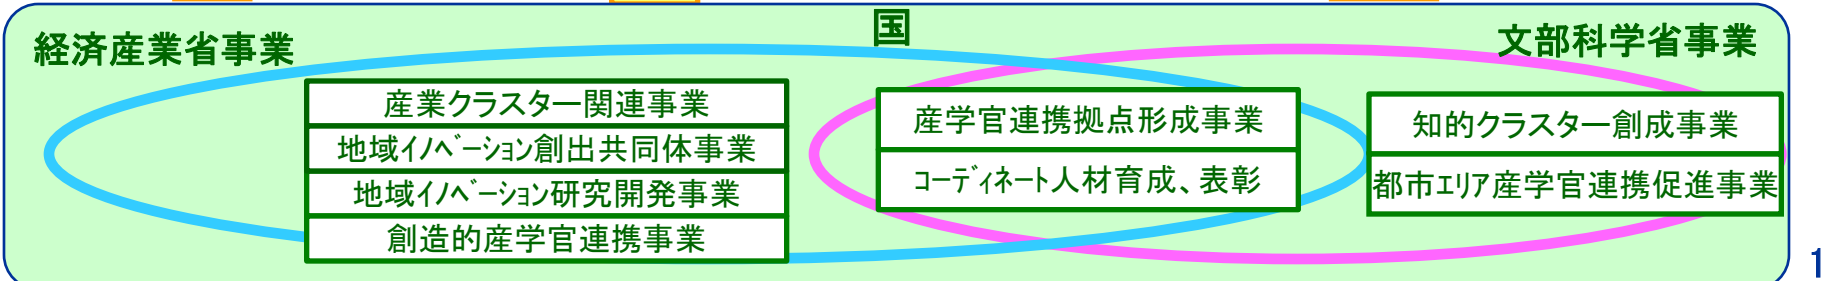 国
経済産業省事業
文部科学省事業
産業クラスター関連事業
地域イノベーション創出共同体事業
地域イノベーション研究開発事業
創造的産学官連携事業
産学官連携拠点形成事業
コーディネート人材育成、表彰
知的クラスター創成事業
都市エリア産学官連携促進事業
1